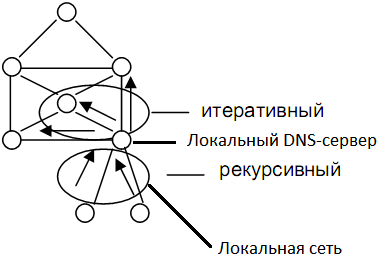 итеративный
Локальный DNS-сервер
рекурсивный
Локальная сеть